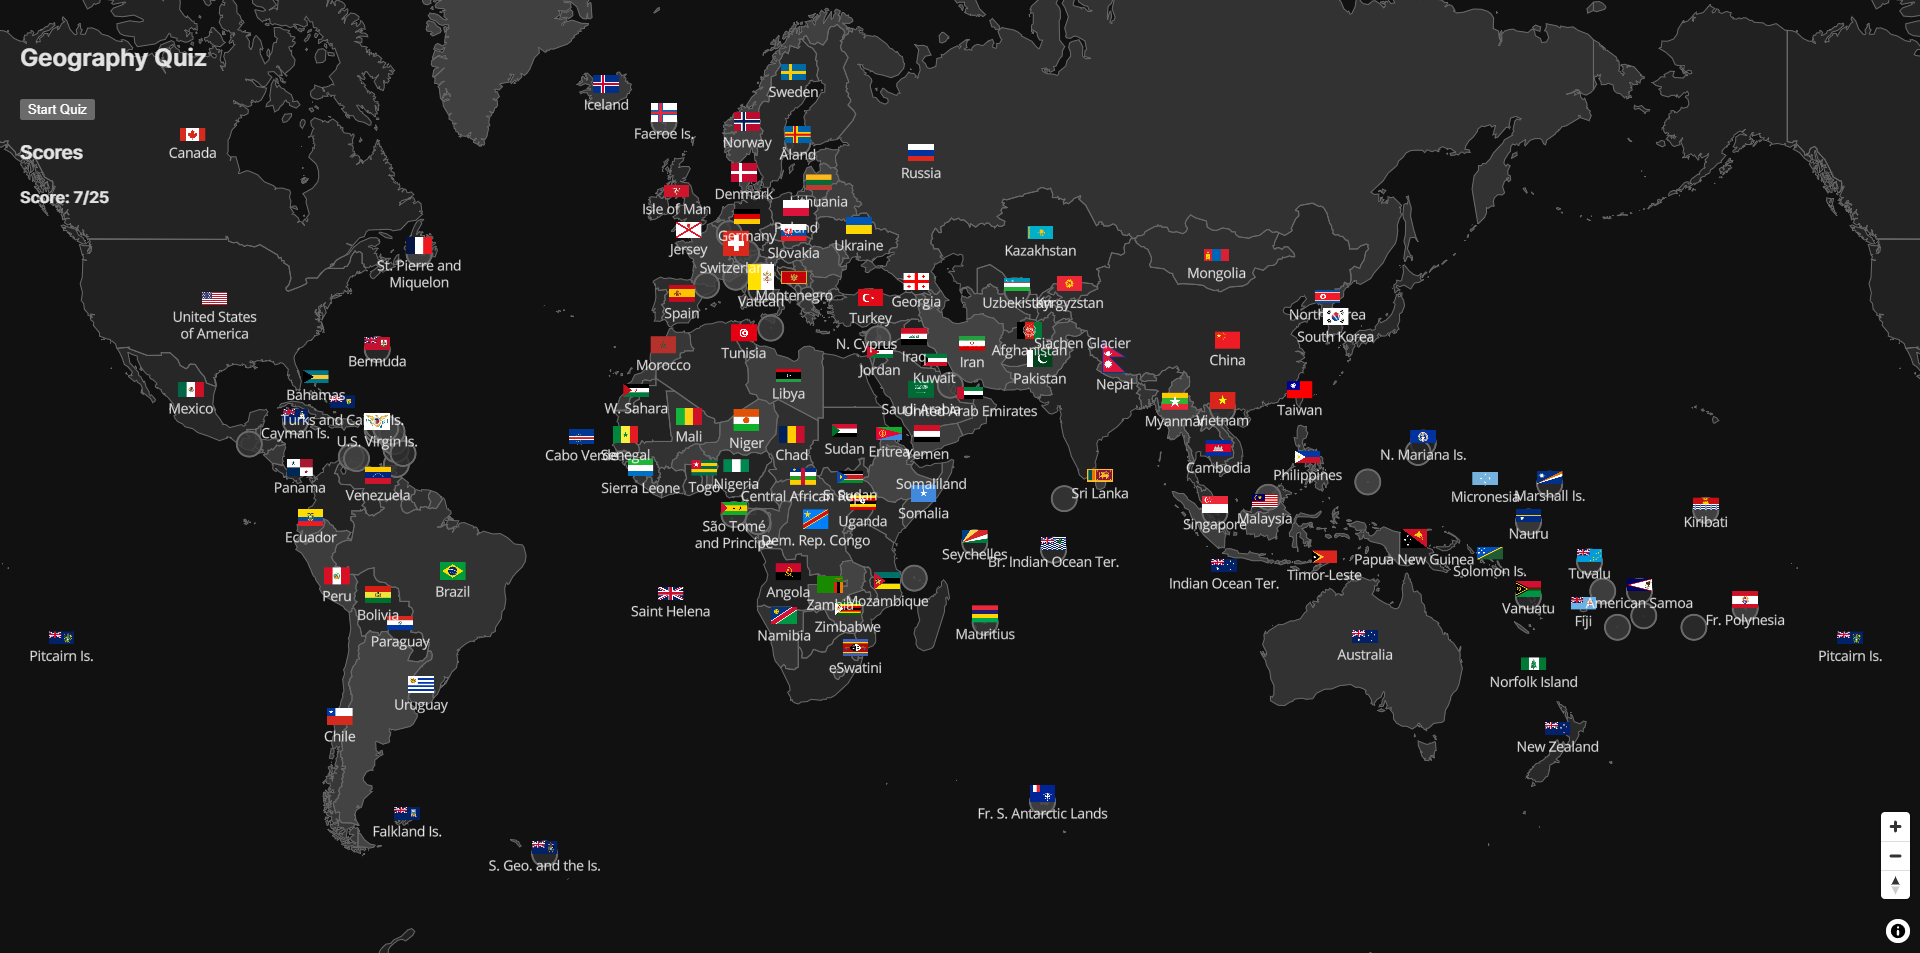 Geography Quiz
Start Quiz
Scores
Score: 7/25
Sweden
Iceland
Faeroe Is.
Norway
Åland
Canada
Russia
Denmark
Lithuania
Isle of Man
Poland
Germany
Jersey
Slovakia
Ukraine
Kazakhstan
Switzerland
Mongolia
St. Pierre and
Miquelon
Vatican
Montenegro
Georgia
Uzbekistan
Kyrgyzstan
United States
of America
Spain
Turkey
North Korea
South Korea
Bermuda
Tunisia
N. Cyprus
Iraq
Iran
Afghanistan
Siachen Glacier
China
Morocco
Jordan
Kuwait
Pakistan
Nepal
Bahamas
Libya
Mexico
W. Sahara
Saudi Arabia
United Arab Emirates
Taiwan
Turks and Caicos Is.
Cayman Is.
U.S. Virgin Is.
Myanmar
Vietnam
Mali
Niger
Chad
Sudan
Eritrea
Yemen
Cabo Verde
Senegal
N. Mariana Is.
Cambodia
Philippines
Panama
Venezuela
Sierra Leone
Togo
Nigeria
Central African Rep.
S. Sudan
Somaliland
Sri Lanka
Micronesia
Marshall Is.
Somalia
Uganda
Singapore
Malaysia
Kiribati
São Tomé
and Principe
Dem. Rep. Congo
Ecuador
Nauru
Seychelles
Br. Indian Ocean Ter.
Papua New Guinea
Solomon Is.
Indian Ocean Ter.
Timor-Leste
Tuvalu
Peru
Brazil
Angola
Zambia
Mozambique
Saint Helena
Bolivia
Vanuatu
American Samoa
Fiji
Fr. Polynesia
Paraguay
Namibia
Zimbabwe
Mauritius
Pitcairn Is.
eSwatini
Australia
Pitcairn Is.
Norfolk Island
Uruguay
Chile
New Zealand
Fr. S. Antarctic Lands
Falkland Is.
S. Geo. and the Is.